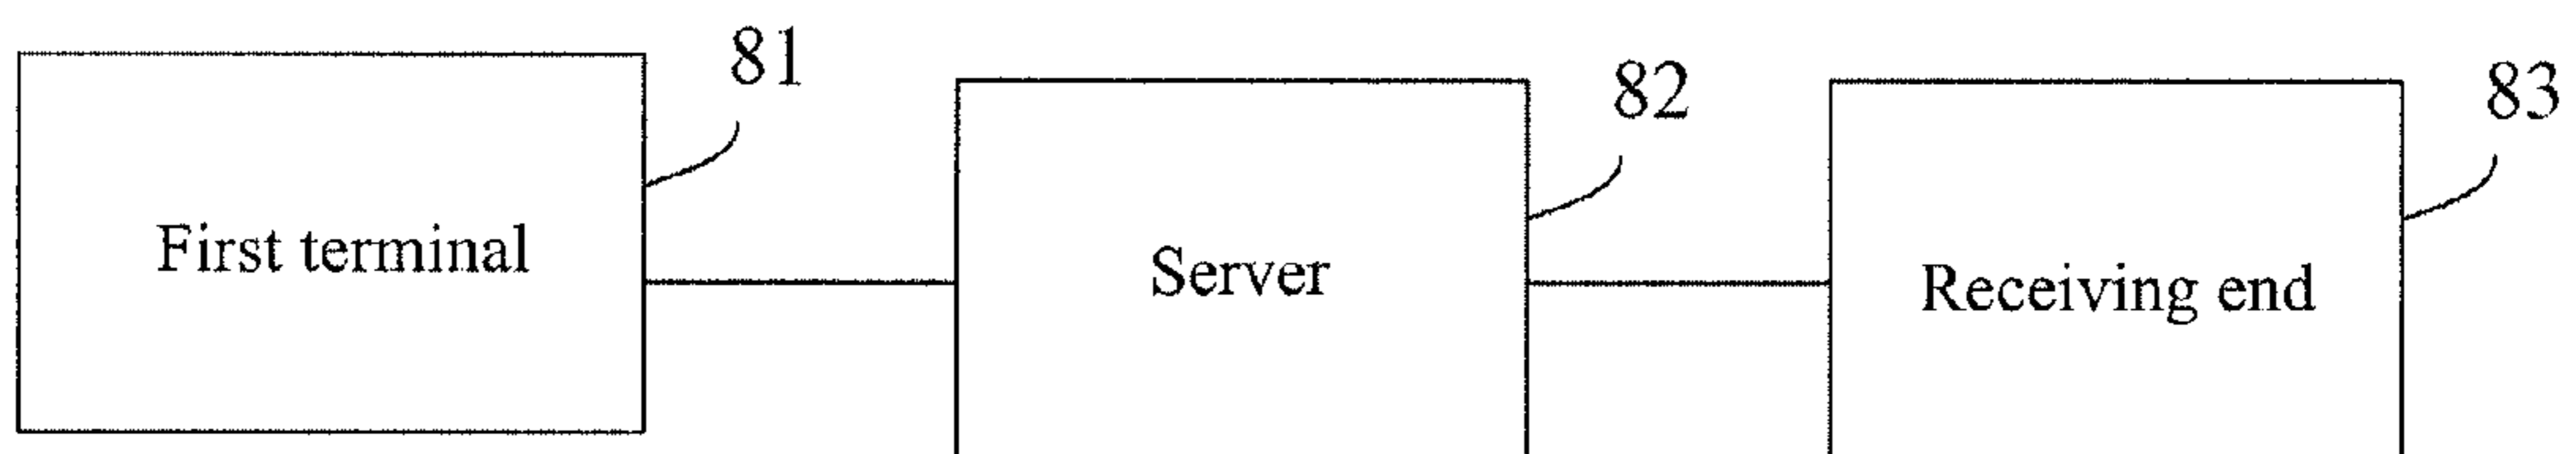 81
82
83
First terminal
Server
Receiving end